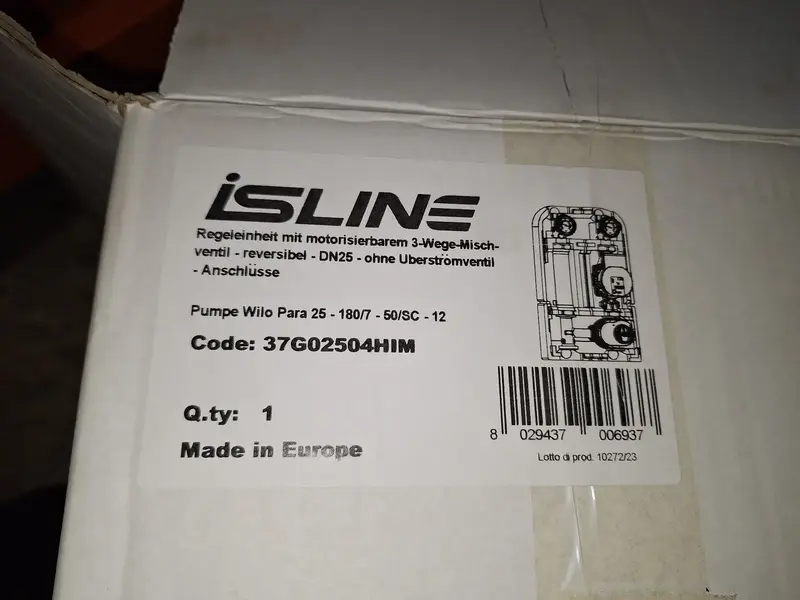 iSLINE
Regeleinheit mit motorisierbarem 3-Wege-Misch-
ventil - reversibel - DN25 - ohne Überströmventil
- Anschlüsse
Pumpe Wilo Para 25 - 180/7 - 50/SC - 12
Code: 37G02504HIM
Q.ty: 1
Made in Europe
8 029437 006937
Lotto di prod. 10272/23